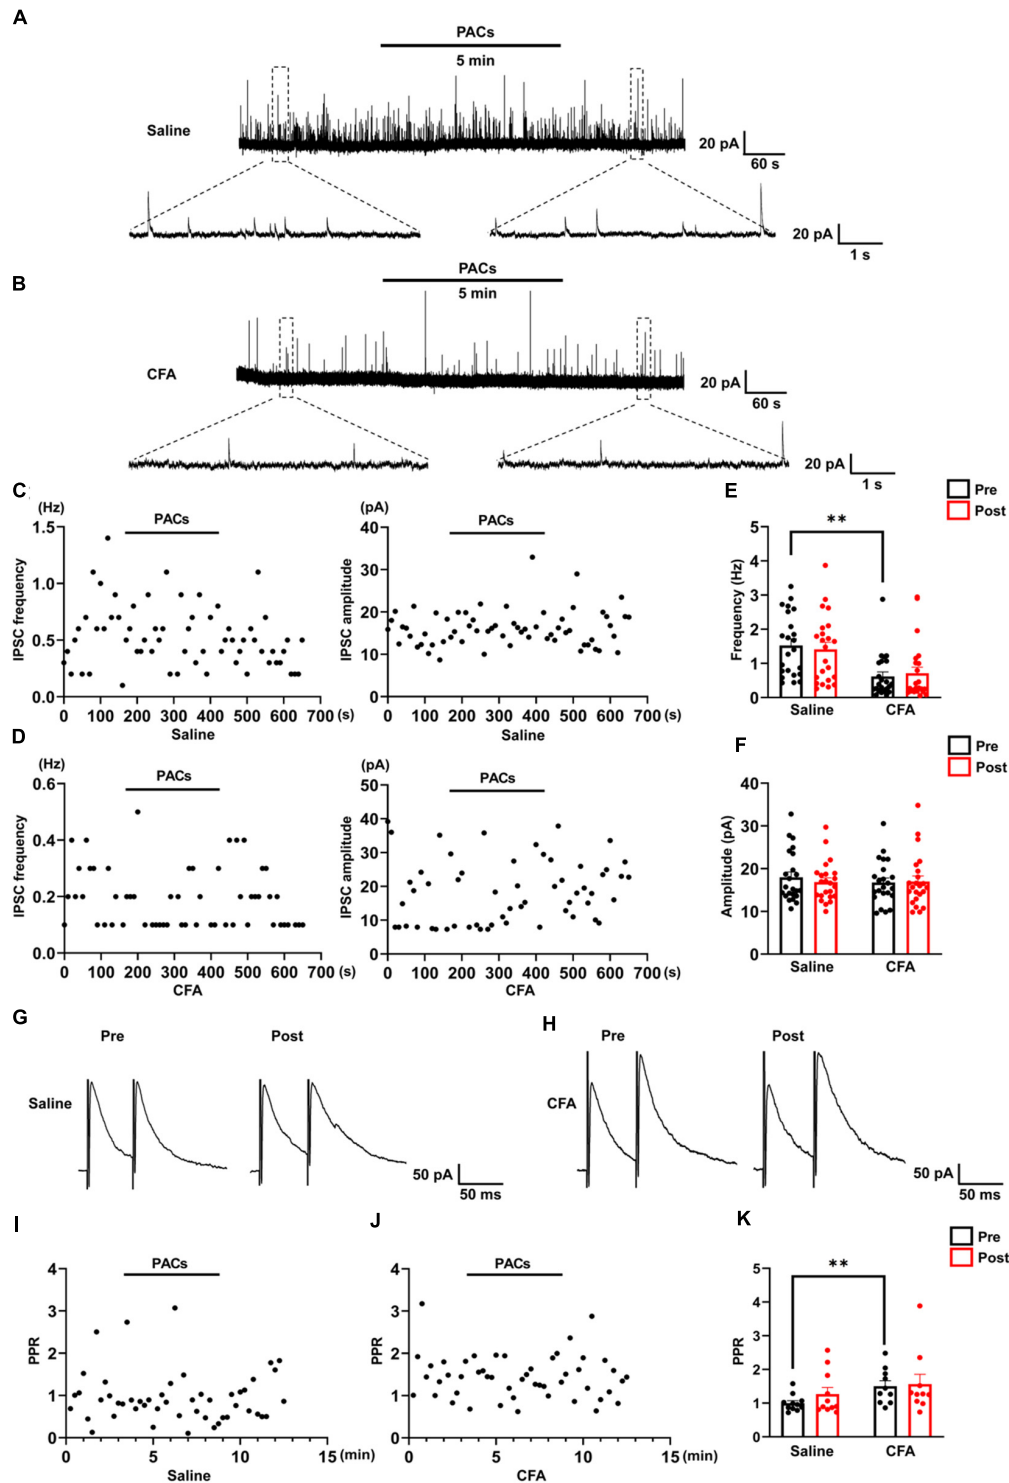 A
PACs
5 min
Saline
20 pA
60 s
20 pA
1 s
B
PACs
5 min
CFA
20 pA
60 s
20 pA
1 s
C
(Hz)
IPSC frequency
1.5
1.0
0.5
0.0
PACs
0 100 200 300 400 500 600 700 (s)
Saline
(pA)
IPSC amplitude
40
30
20
10
0
PACs
0 100 200 300 400 500 600 700 (s)
Saline
E
Pre
Post
Frequency (Hz)
5
4
3
2
1
0
**
Saline CFA
D
(Hz)
IPSC frequency
0.6
0.4
0.2
0.0
PACs
0 100 200 300 400 500 600 700 (s)
CFA
(pA)
IPSC amplitude
50
40
30
20
10
0
PACs
0 100 200 300 400 500 600 700 (s)
CFA
F
Pre
Post
Amplitude (pA)
40
30
20
10
0
Saline CFA
G
Pre Post
Saline
50 pA
50 ms
H
Pre Post
CFA
50 pA
50 ms
I
PPR
4
3
2
1
0
PACs
0 5 10 15 (min)
Saline
J
PPR
4
3
2
1
0
PACs
0 5 10 15 (min)
CFA
K
Pre
Post
PPR
5
4
3
2
1
0
**
Saline CFA